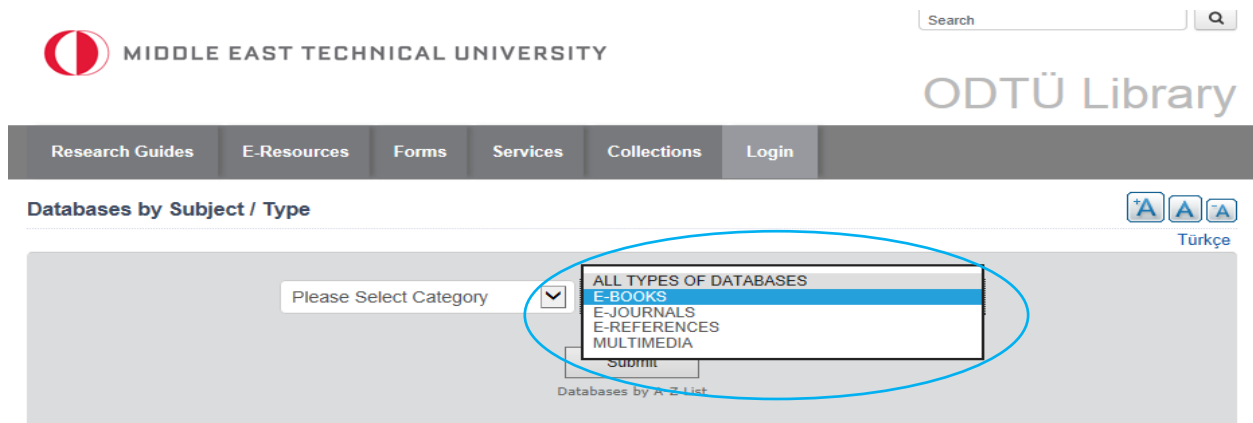 Search
MIDDLE EAST TECHNICAL UNIVERSITY
ODTÜ Library
Research Guides E-Resources Forms Services Collections Login
Databases by Subject / Type
+A A -A
Türkçe
Please Select Category
ALL TYPES OF DATABASES
E-BOOKS
E-JOURNALS
E-REFERENCES
MULTIMEDIA
Submit
Databases by A-Z List